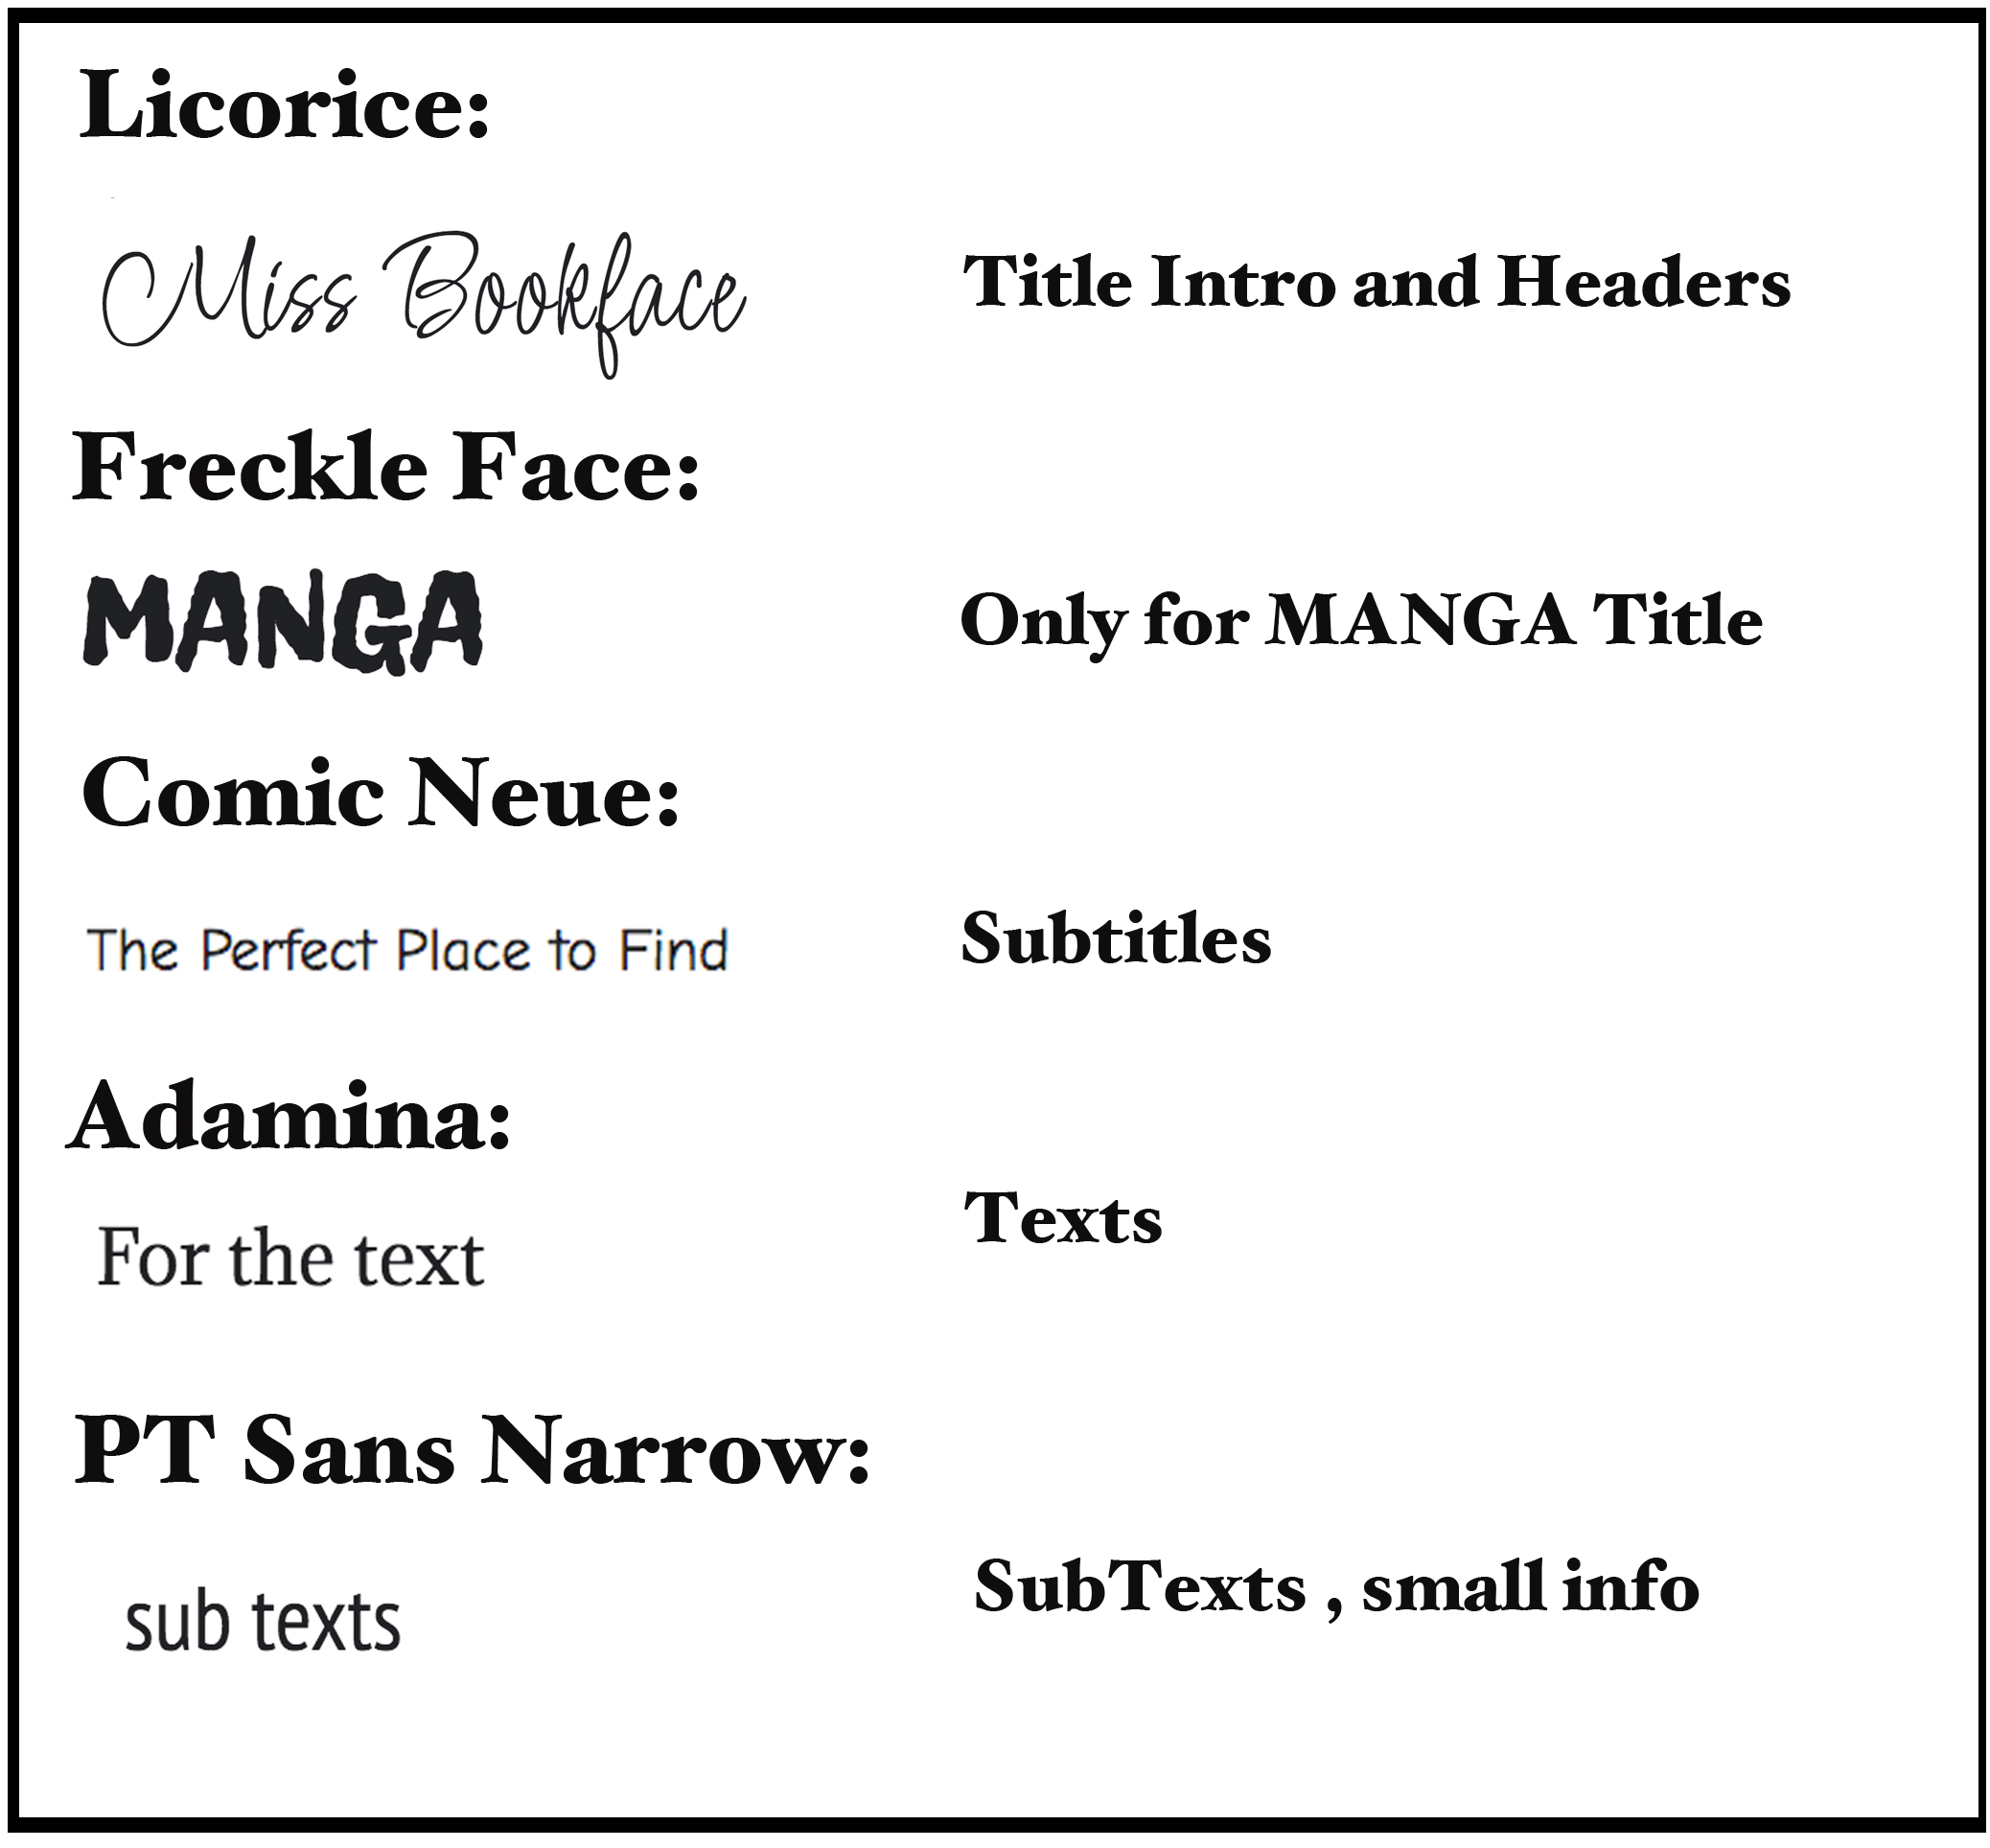 Licorice:
Miss Bookface
Title Intro and Headers
Freckle Face:
MANGA
Only for MANGA Title
Comic Neue:
The Perfect Place to Find
Subtitles
Adamina:
Texts
For the text
PT Sans Narrow:
SubTexts , small info
sub texts